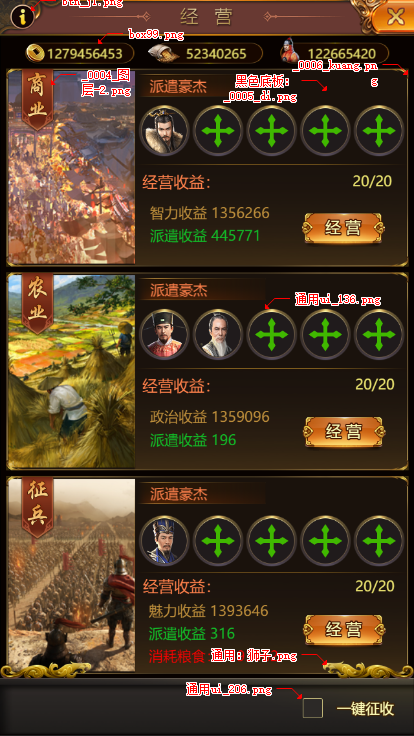 经 营
box99.png
1279456453 52340265 122665420
_0006_kuang.png
商业
_0004_图层-2.png
派遣豪杰
黑色底板：_0005_di.png
经营收益： 20/20
智力收益 1356266
派遣收益 445771
经 营
农业
派遣豪杰
通用ui_136.png
经营收益： 20/20
政治收益 1359096
派遣收益 196
经 营
征兵
派遣豪杰
经营收益： 20/20
魅力收益 1393646
派遣收益 316
经 营
消耗粮食
通用：狮子.png
通用ui_206.png
一键征收